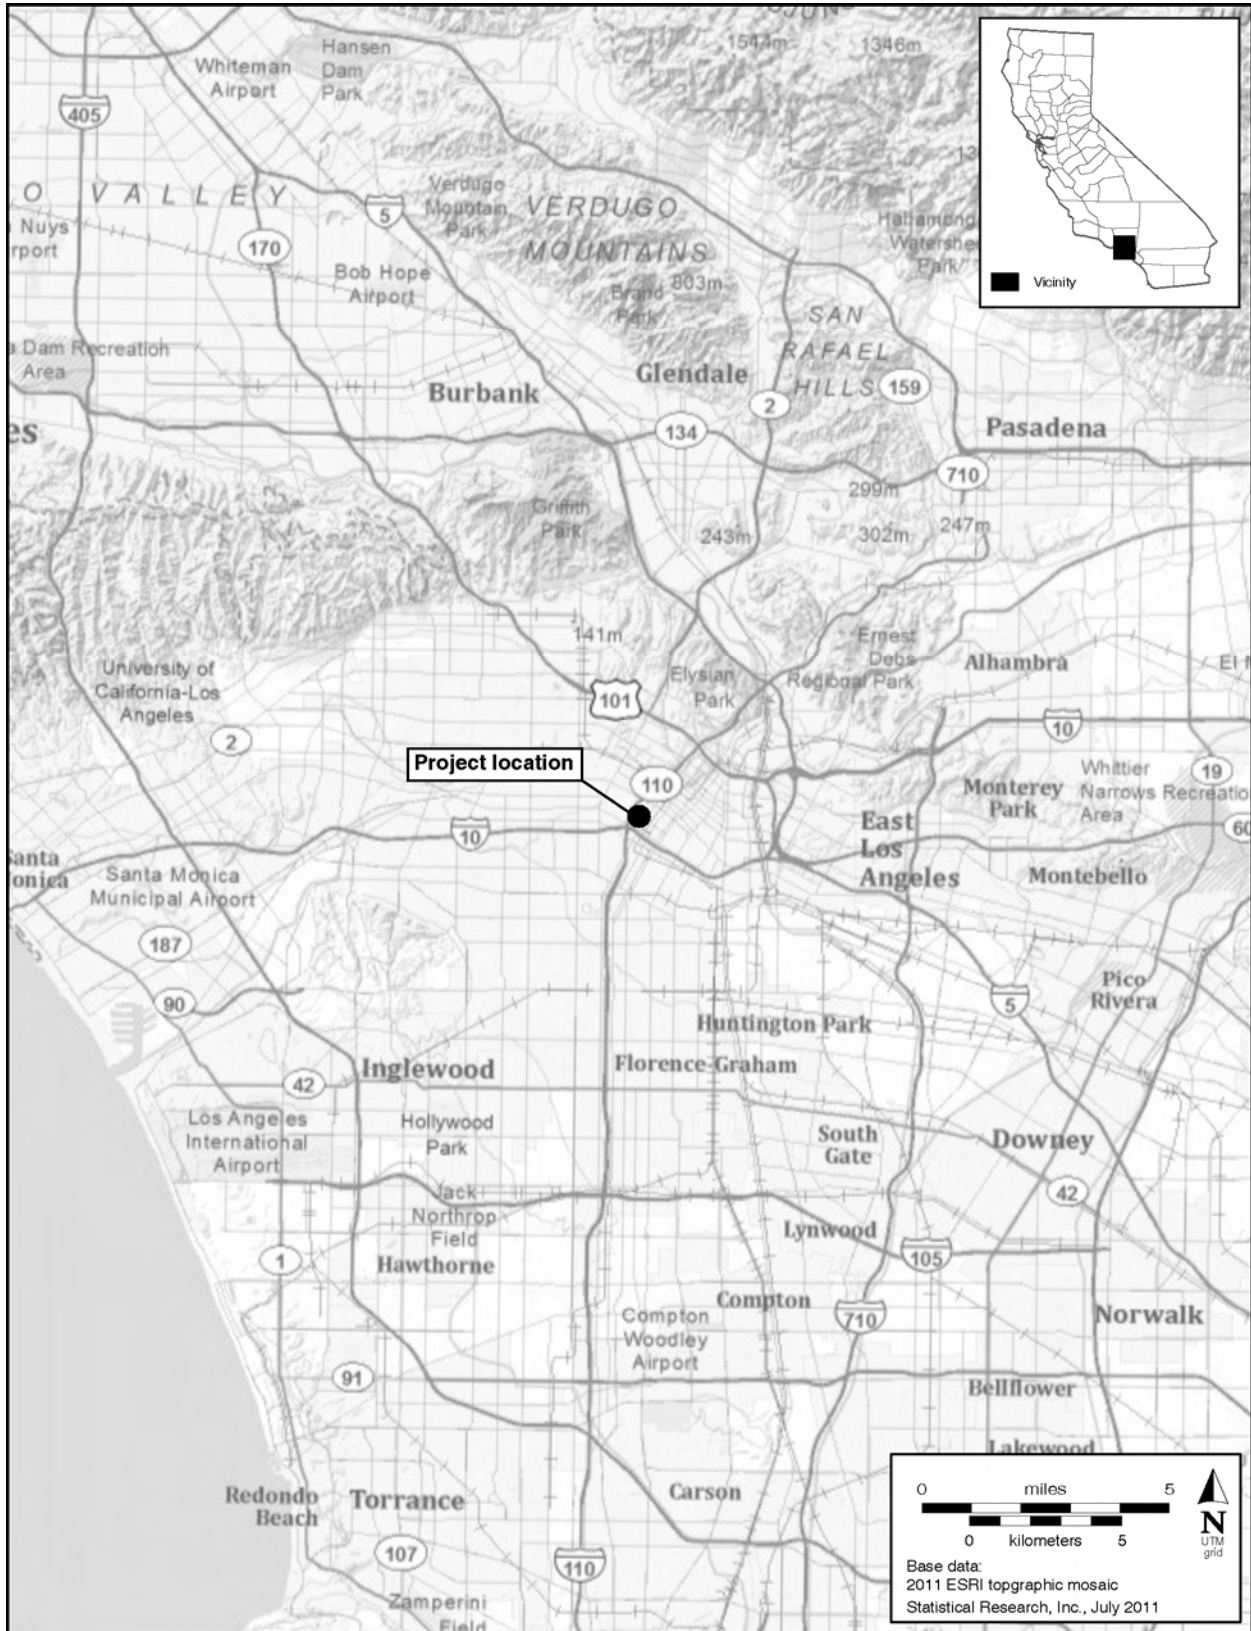 1544m
1346m
Hansen
Dam
Park
Whiteman
Airport
405
VALLEY
Verdugo
Mountain
Park
VERDUGO
MOUNTAINS
5
170
Bob Hope
Airport
Brand
Park
803m
SAN
RAFAEL
HILLS
159
Vicinity
Dam Recreation
Area
Burbank
Glendale
2
134
Pasadena
710
299m
302m
247m
243m
Griffith
Park
141m
Elysian
Park
Ernest
Debs
Regional Park
Alhambra
University of
California-Los
Angeles
2
101
10
Project location
110
Monterey
Park
Whittier
Narrows Recreatio
Area
19
60
10
East
Los
Angeles
Montebello
Santa Monica
Municipal Airport
187
90
5
Pico
Rivera
Huntington Park
Florence-Graham
Inglewood
42
Los Angeles
International
Airport
Hollywood
Park
South
Gate
Downey
42
Jack
Northrop
Field
Hawthorne
1
Lynwood
105
Compton
710
Norwalk
Compton
Woodley
Airport
91
Bellflower
Lakewood
Redondo
Beach
Torrance
Carson
107
110
Zamperini
Field
0 miles 5
0 kilometers 5
N
UTM
grid
Base data:
2011 ESRI topgraphic mosaic
Statistical Research, Inc., July 2011